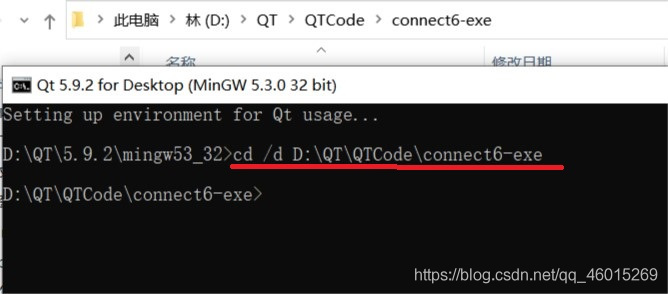 此电脑 > 林 (D:) > QT > QTCode > connect6-exe
名称 修改日期
Qt 5.9.2 for Desktop (MinGW 5.3.0 32 bit)
Setting up environment for Qt usage...
D:\QT\5.9.2\mingw53_32>cd /d D:\QT\QTCode\connect6-exe
D:\QT\QTCode\connect6-exe>
https://blog.csdn.net/qq_46015269